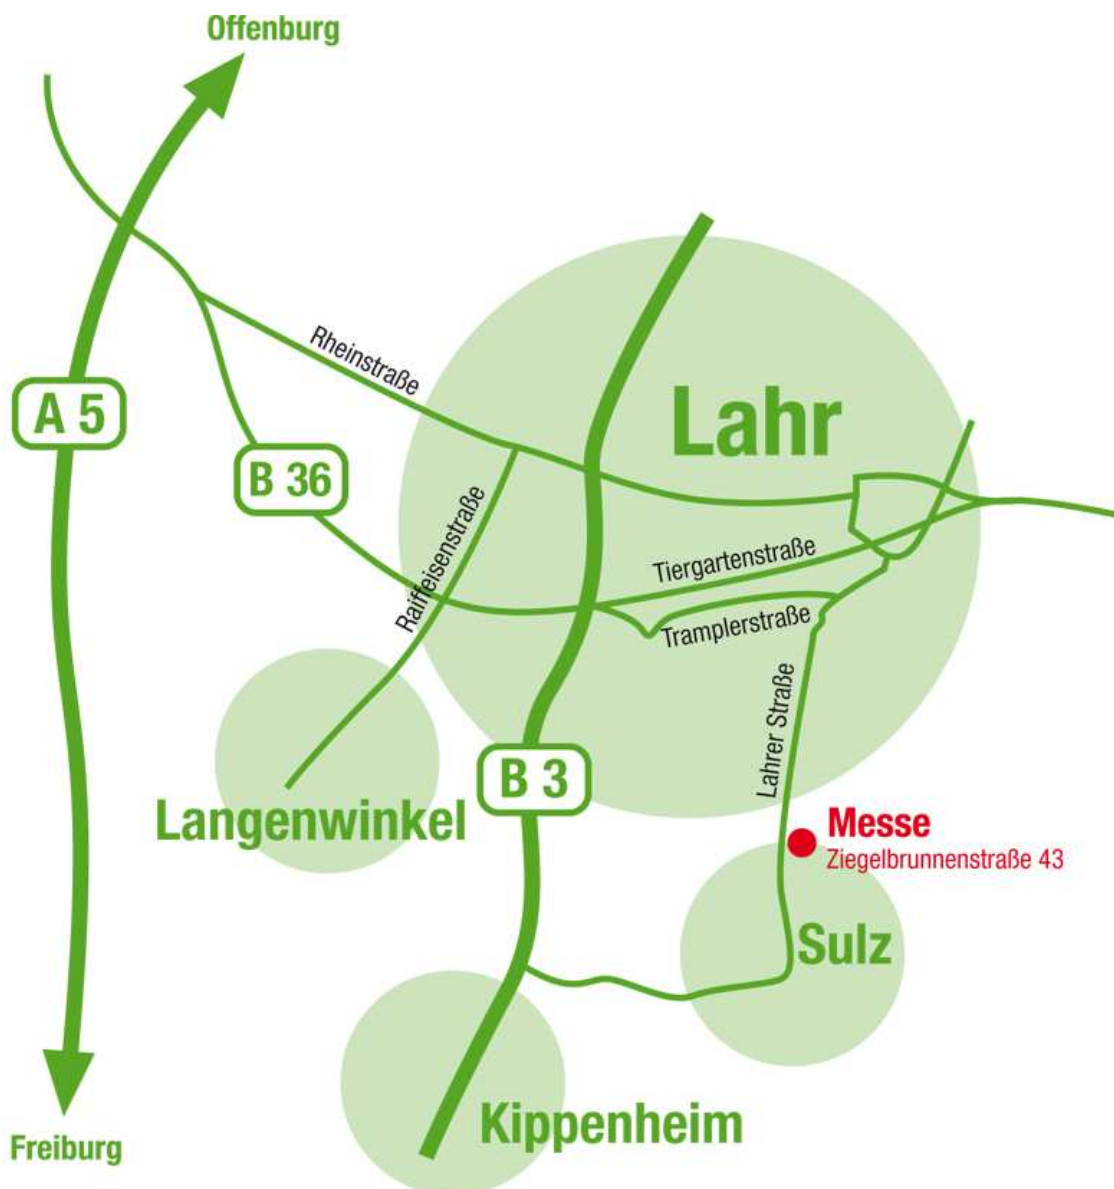 Offenburg
Rheinstraße
A 5
Lahr
B 36
Raiffeisenstraße
Tiergartenstraße
Tramplerstraße
Lahrer Straße
B 3
Langenwinkel
Messe
Ziegelbrunnenstraße 43
Sulz
Kippenheim
Freiburg